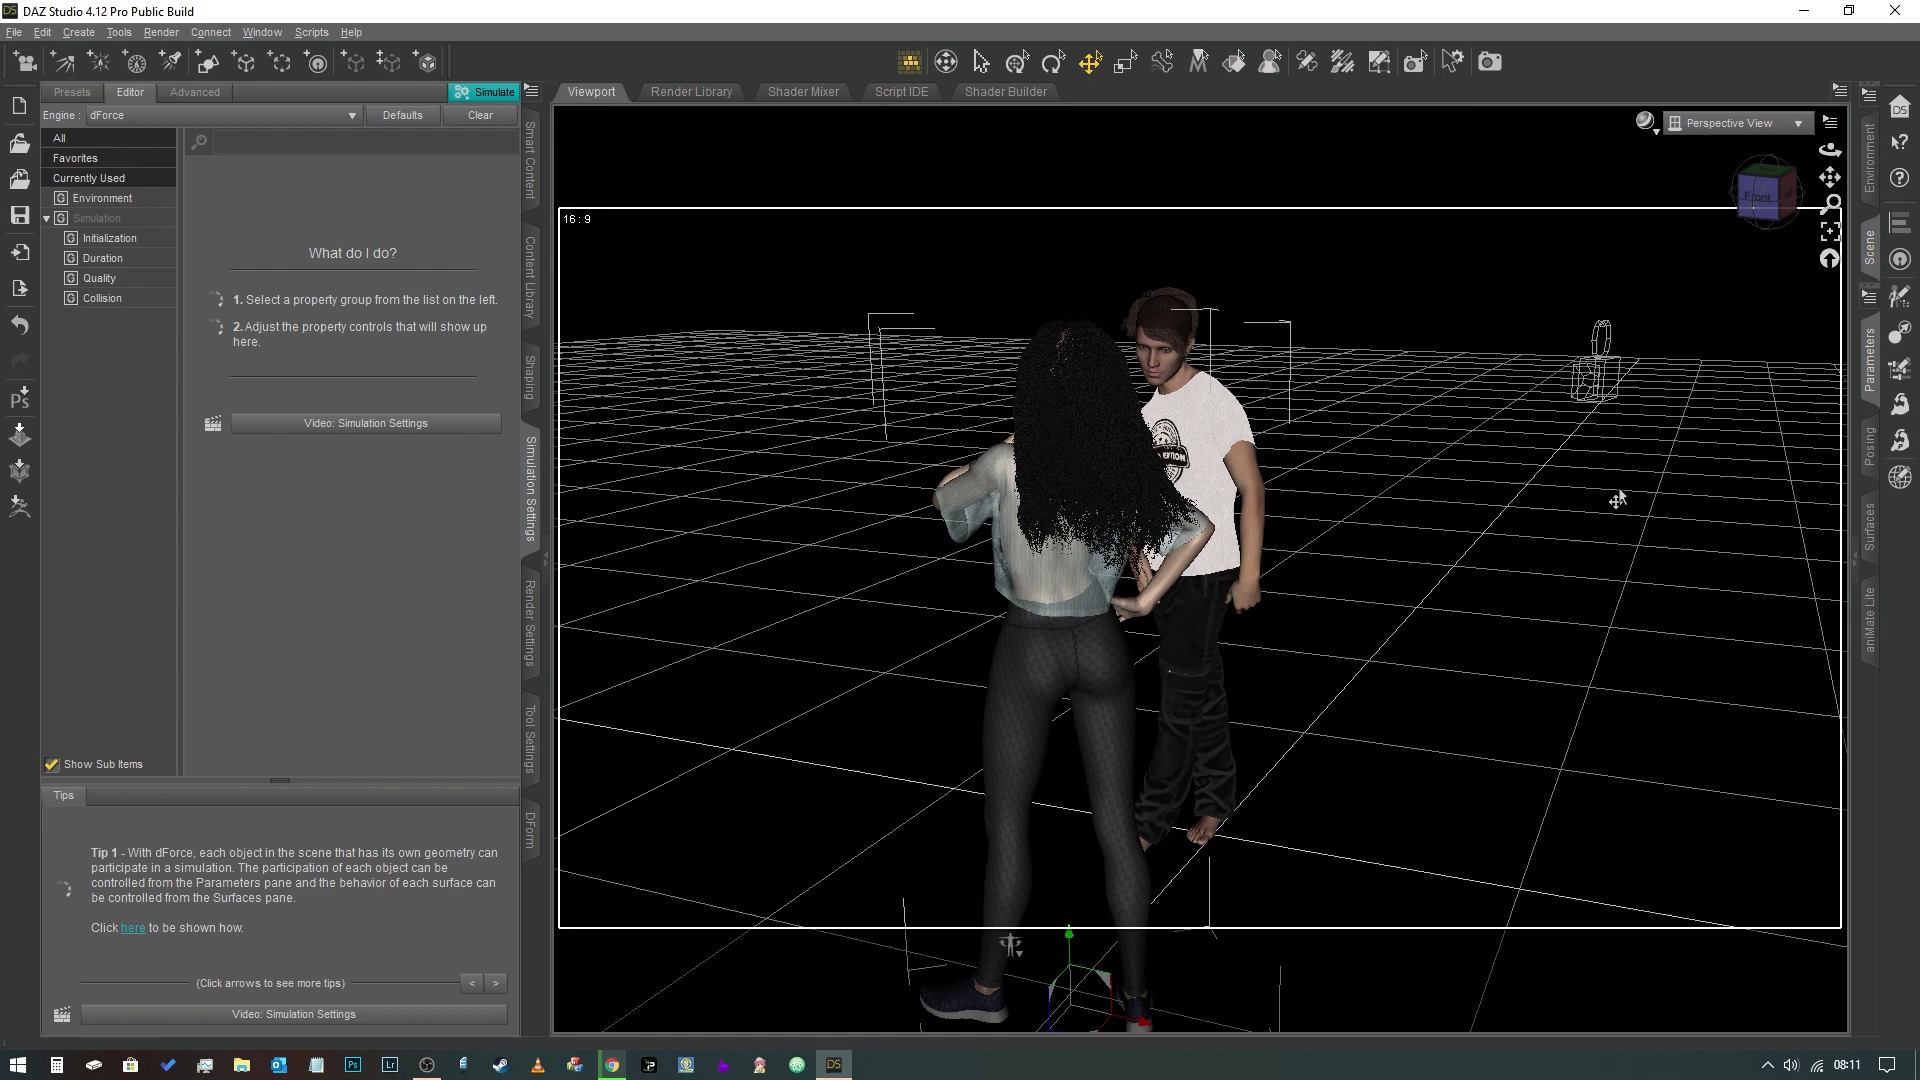 DS DAZ Studio 4.12 Pro Public Build
File Edit Create Tools Render Connect Window Scripts Help
Presets Editor Advanced Simulate
Engine : dForce Defaults Clear
All
Favorites
Currently Used
G Environment
G Simulation
G Initialization
G Duration
G Quality
G Collision
What do I do?
1. Select a property group from the list on the left.
2. Adjust the property controls that will show up
here.
Video: Simulation Settings
Show Sub Items
Tips
Tip 1 - With dForce, each object in the scene that has its own geometry can
participate in a simulation. The participation of each object can be
controlled from the Parameters pane and the behavior of each surface can
be controlled from the Surfaces pane.
Click here to be shown how.
(Click arrows to see more tips) < >
Video: Simulation Settings
Smart Content
Content Library
Shaping
Simulation Settings
Render Settings
Tool Settings
DForm
Viewport Render Library Shader Mixer Script IDE Shader Builder
Perspective View
Front
16 : 9
Environment
Scene
Parameters
Posing
Surfaces
aniMate Lite
DS
Ps
Ps Lr DS 08:11